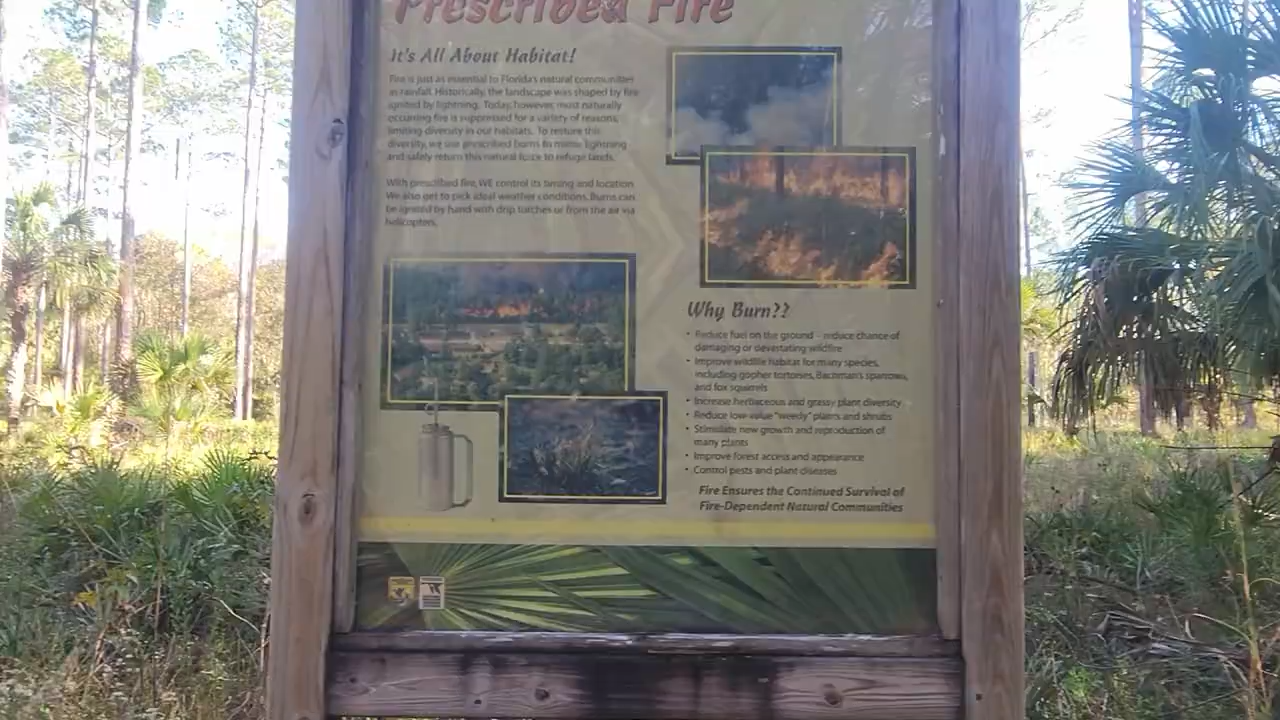 Prescribed Fire
It's All About Habitat!
Fire is just as essential to Florida's natural communities
as rainfall. Historically, the landscape was shaped by fire
ignited by lightning. Today, however, most naturally
occurring fire is suppressed for a variety of reasons,
limiting diversity in our habitats. To restore this
diversity, we use prescribed burns to mimic lightning
and safely return this natural force to refuge lands.
With prescribed fire, WE control its timing and location.
We also get to pick ideal weather conditions. Burns can
be ignited by hand with drip torches or from the air via
helicopters.
Why Burn??
• Reduce fuel on the ground - reduce chance of
damaging or devastating wildfire
• Improve wildlife habitat for many species,
including gopher tortoises, Bachman's sparrows,
and fox squirrels
• Increase herbaceous and grassy plant diversity
• Reduce low-value "weedy" plants and shrubs
• Stimulate new growth and reproduction of
many plants
• Improve forest access and appearance
• Control pests and plant diseases
Fire Ensures the Continued Survival of
Fire-Dependent Natural Communities